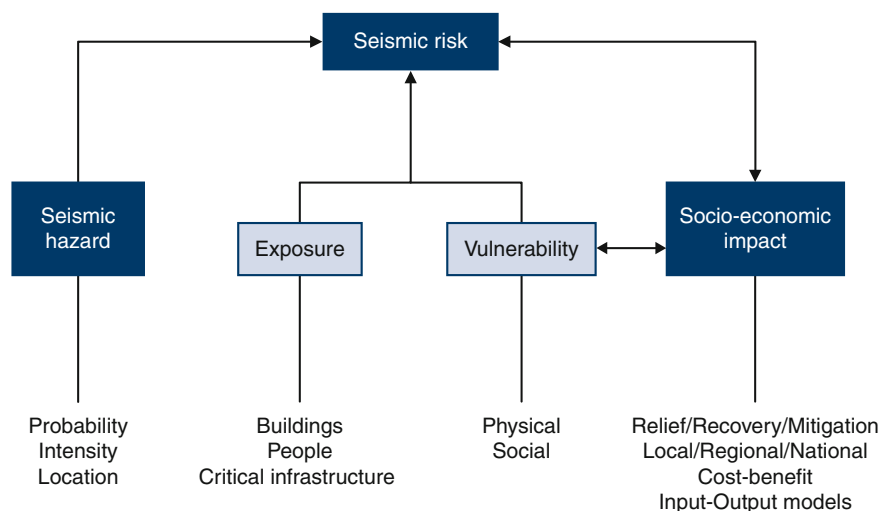 Seismic risk
Seismic
hazard
Exposure
Vulnerability
Socio-economic
impact
Probability
Intensity
Location
Buildings
People
Critical infrastructure
Physical
Social
Relief/Recovery/Mitigation
Local/Regional/National
Cost-benefit
Input-Output models